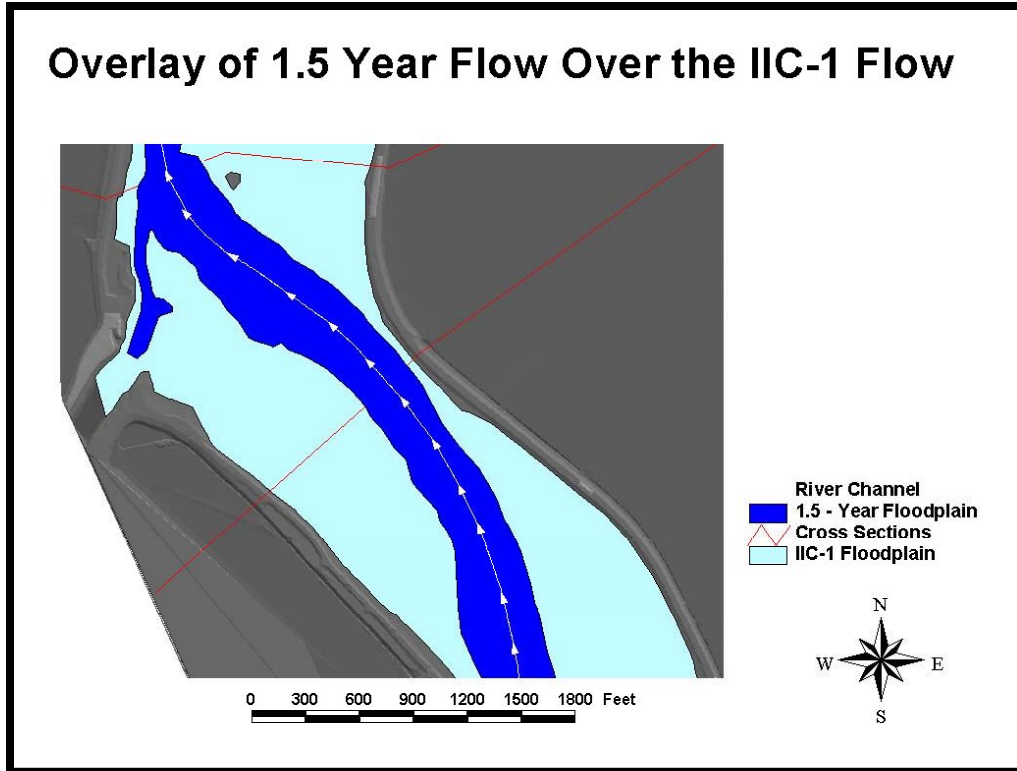 Overlay of 1.5 Year Flow Over the IIC-1 Flow
River Channel
1.5 - Year Floodplain
Cross Sections
IIC-1 Floodplain
N
W E
S
0 300 600 900 1200 1500 1800 Feet